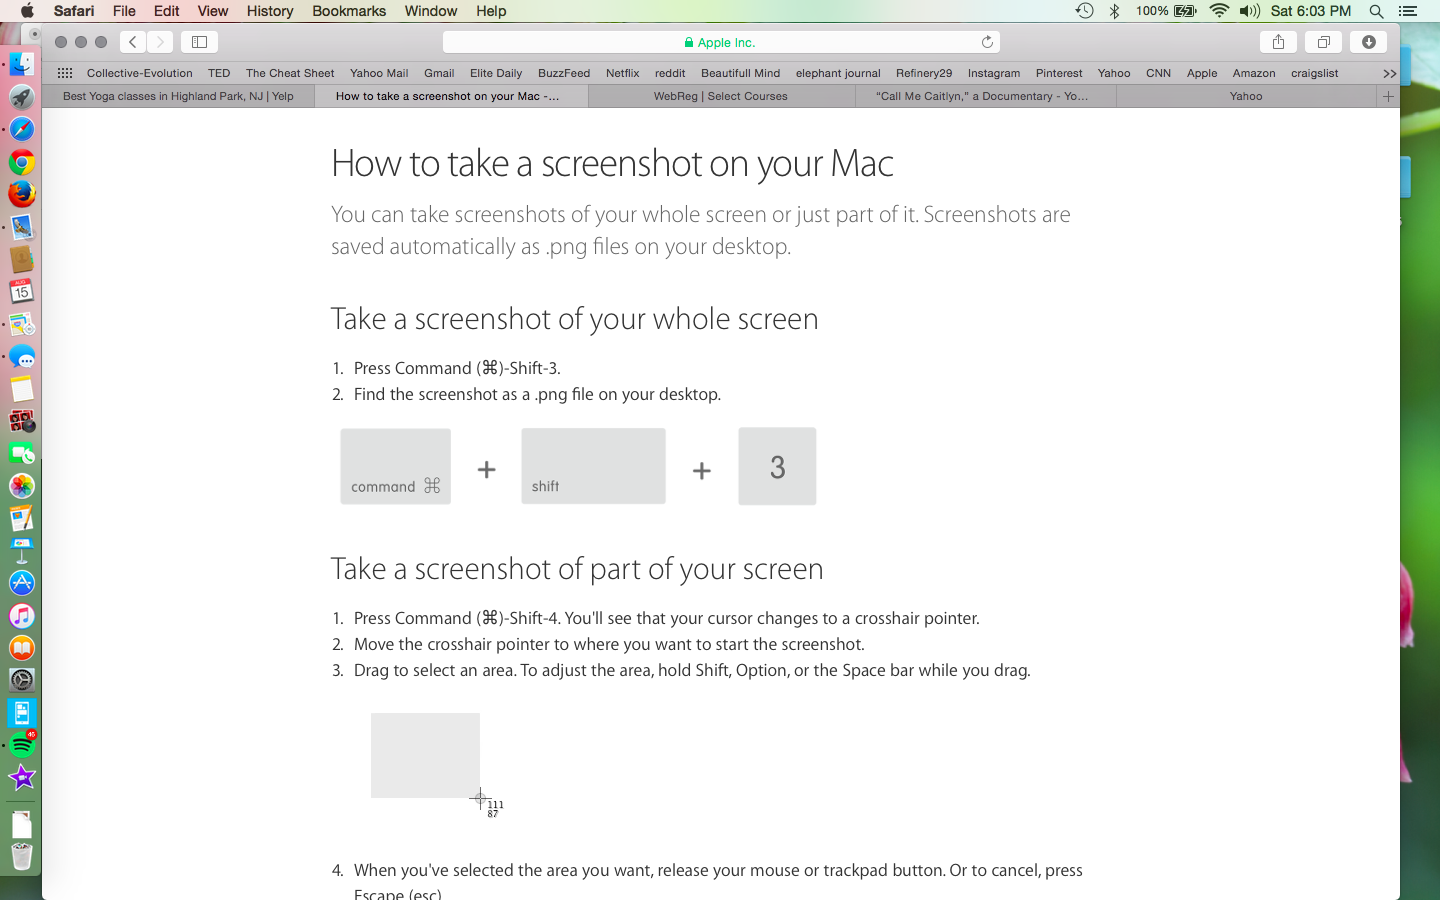 Safari File Edit View History Bookmarks Window Help 100% Sat 6:03 PM
Apple Inc.
Collective-Evolution TED The Cheat Sheet Yahoo Mail Gmail Elite Daily BuzzFeed Netflix reddit Beautifull Mind elephant journal Refinery29 Instagram Pinterest Yahoo CNN Apple Amazon craigslist >>
Best Yoga classes in Highland Park, NJ | Yelp How to take a screenshot on your Mac -... WebReg | Select Courses “Call Me Caitlyn,” a Documentary - Yo... Yahoo +
How to take a screenshot on your Mac
You can take screenshots of your whole screen or just part of it. Screenshots are
saved automatically as .png files on your desktop.
Take a screenshot of your whole screen
1. Press Command (⌘)-Shift-3.
2. Find the screenshot as a .png file on your desktop.
command ⌘ + shift + 3
Take a screenshot of part of your screen
1. Press Command (⌘)-Shift-4. You'll see that your cursor changes to a crosshair pointer.
2. Move the crosshair pointer to where you want to start the screenshot.
3. Drag to select an area. To adjust the area, hold Shift, Option, or the Space bar while you drag.
111
87
4. When you've selected the area you want, release your mouse or trackpad button. Or to cancel, press
Escape (esc)
AUG
15
46